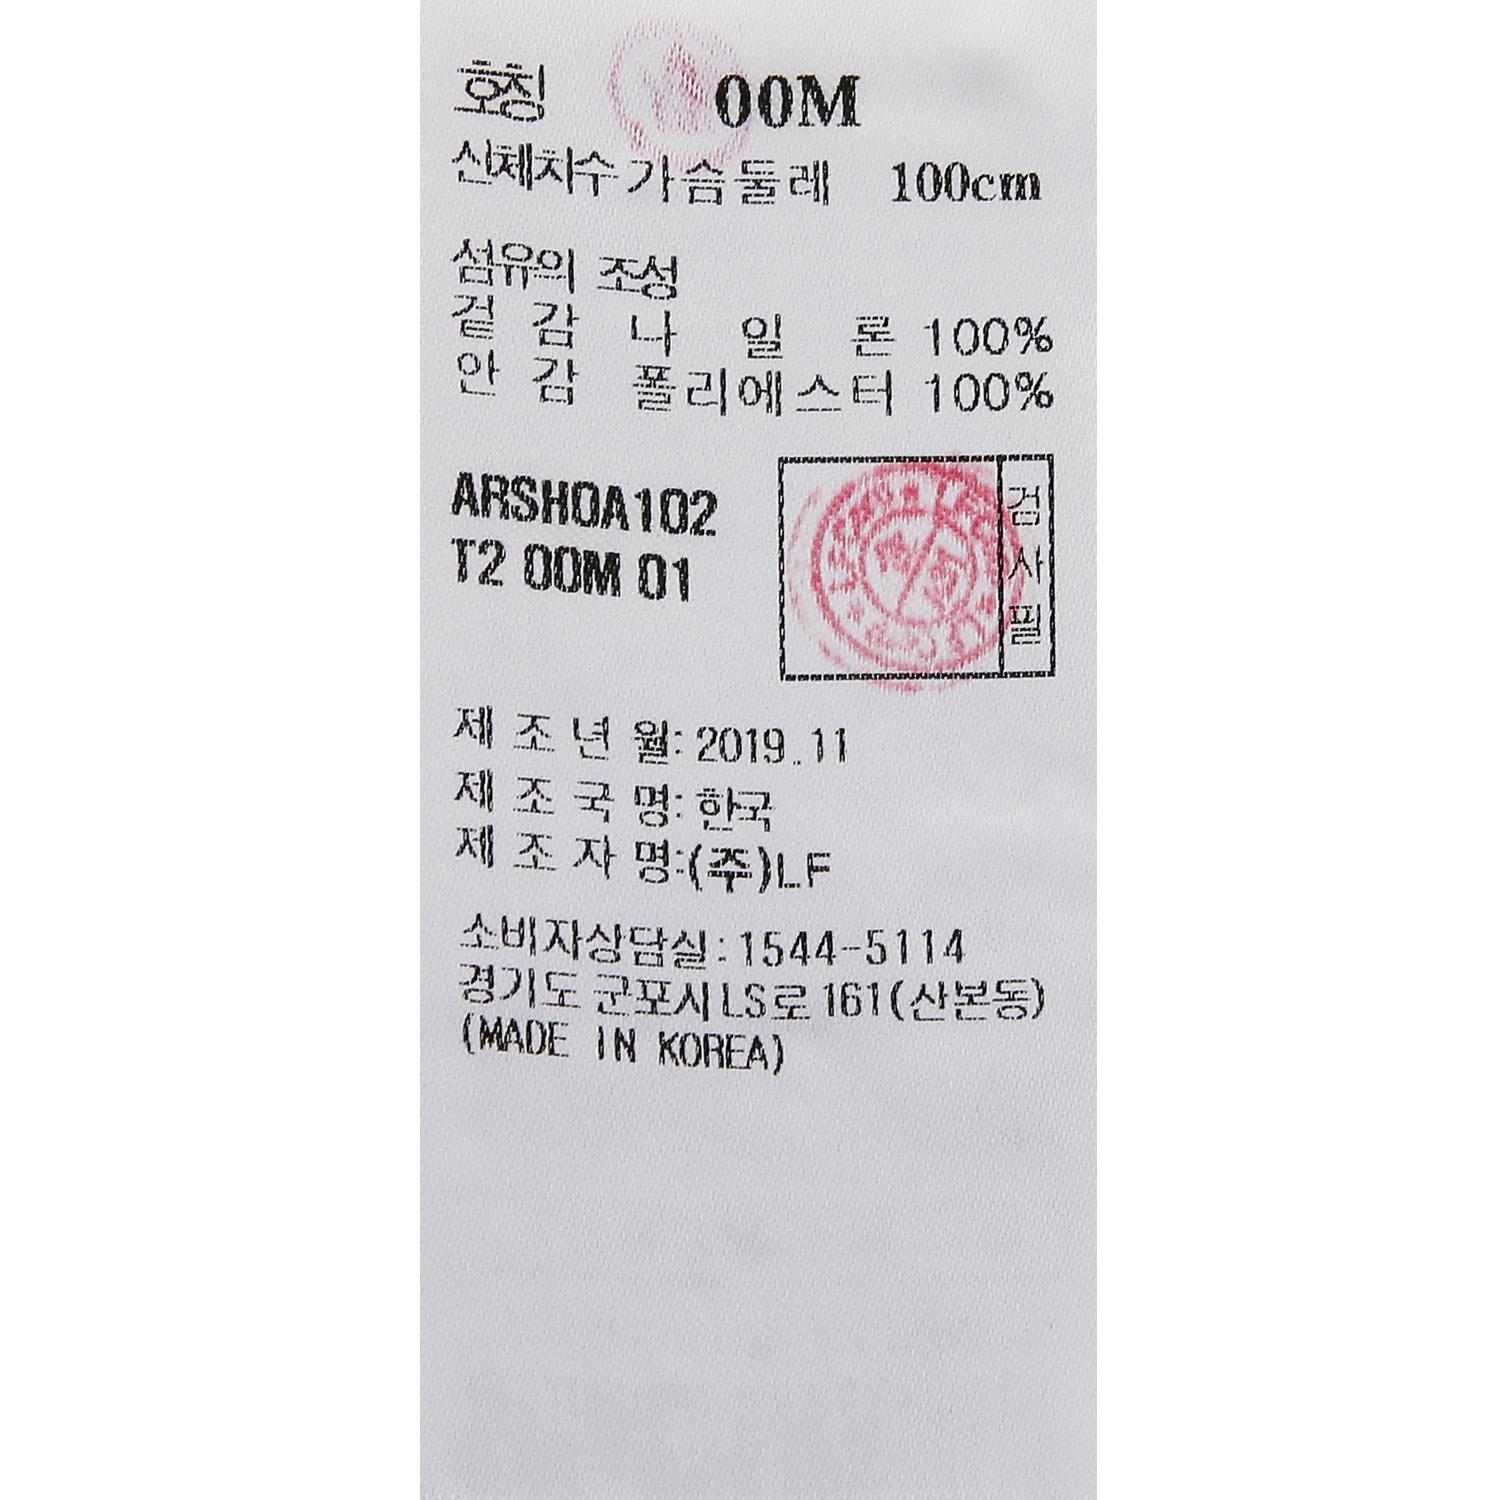 호칭 00M
신체치수 가슴둘레 100cm
섬유의 조성
겉 감 나 일 론 100%
안 감 폴리에스터 100%
ARSH0A102
T2 00M 01
검
사
필
제 조 년 월: 2019.11
제 조 국 명: 한국
제 조 자 명:(주)LF
소비자상담실: 1544-5114
경기도 군포시 LS로 161(산본동)
(MADE IN KOREA)